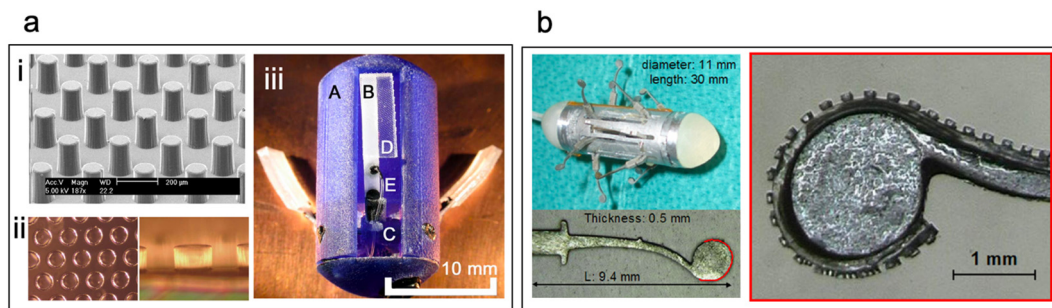 a
b
i
Acc.V Magn WD 200 μm
5.00 kV 187x 22.2
ii
iii
A
B
D
E
C
10 mm
diameter: 11 mm
length: 30 mm
Thickness: 0.5 mm
L: 9.4 mm
1 mm